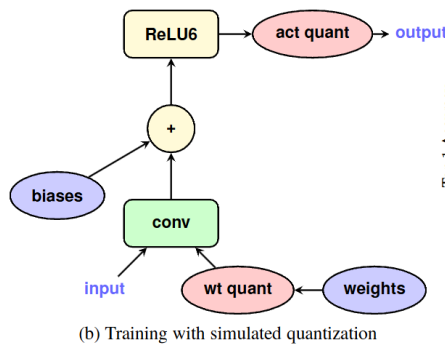 ReLU6
act quant
output
+
biases
conv
input
wt quant
weights
(b) Training with simulated quantization